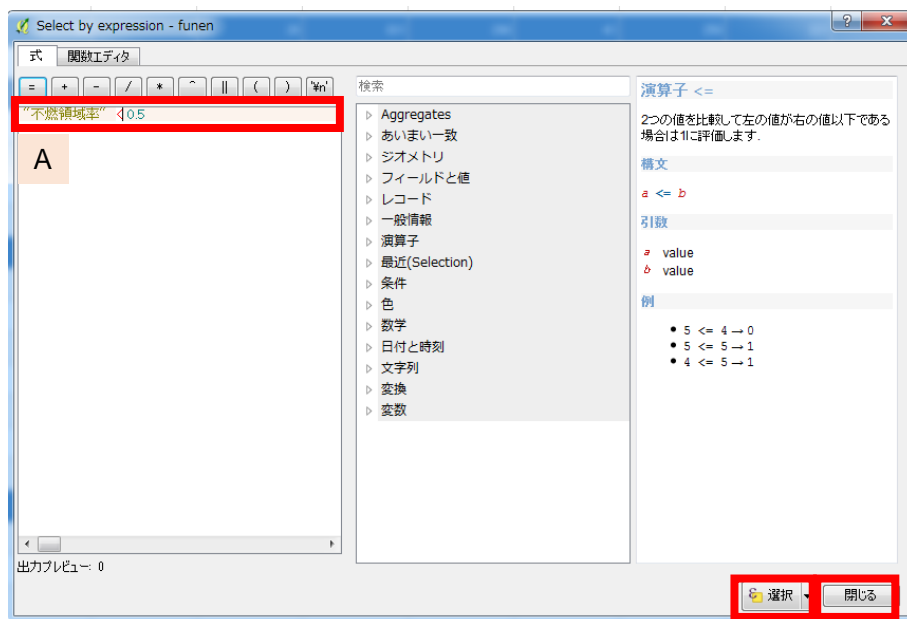 Select by expression - funen
式 関数エディタ
= + - / * ^ || ( ) '¥n'
"不燃領域率" <0.5
A
出力プレビュー: 0
検索
Aggregates
あいまい一致
ジオメトリ
フィールドと値
レコード
一般情報
演算子
最近(Selection)
条件
色
数学
日付と時刻
文字列
変換
変数
演算子 <=
2つの値を比較して左の値が右の値以下である
場合は1に評価します.
構文
a <= b
引数
a value
b value
例
• 5 <= 4 → 0
• 5 <= 5 → 1
• 4 <= 5 → 1
選択 閉じる